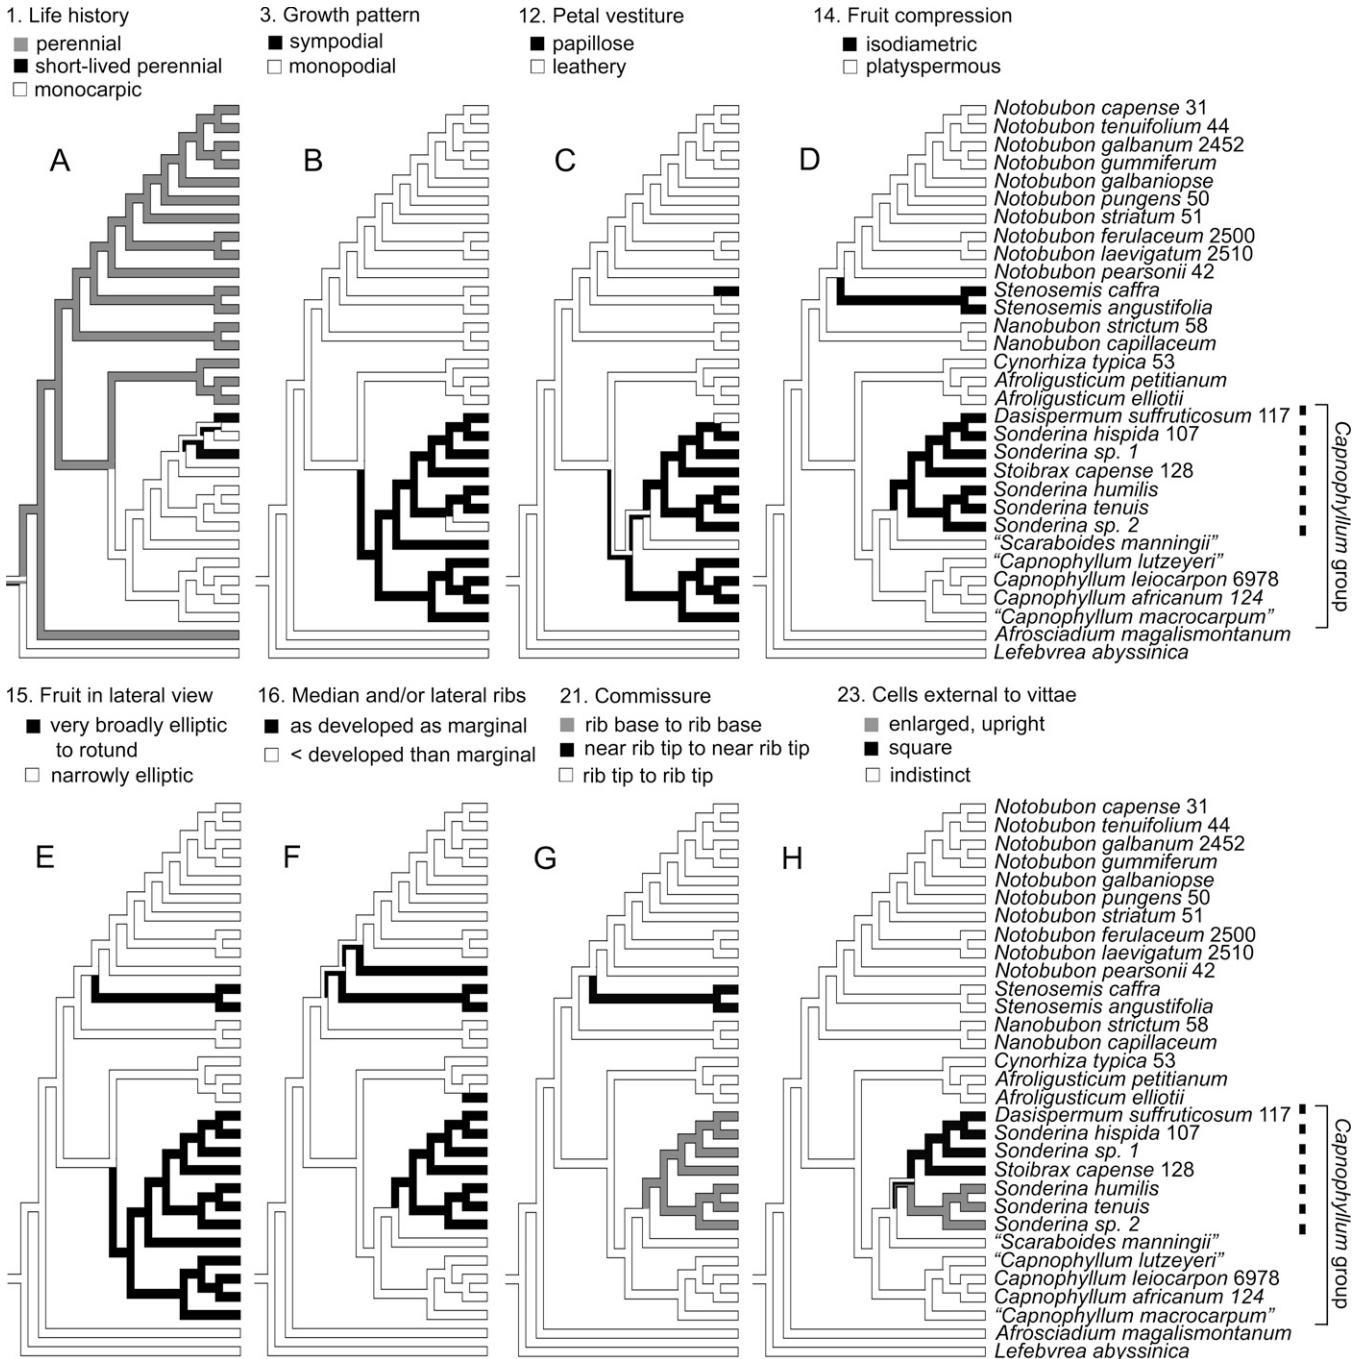 1. Life history
perennial
short-lived perennial
monocarpic
3. Growth pattern
sympodial
monopodial
12. Petal vestiture
papillose
leathery
14. Fruit compression
isodiametric
platyspermous
A
B
C
D
Notobubon capense 31
Notobubon tenuifolium 44
Notobubon galbanum 2452
Notobubon gummiferum
Notobubon galbaniopse
Notobubon pungens 50
Notobubon striatum 51
Notobubon ferulaceum 2500
Notobubon laevigatum 2510
Notobubon pearsonii 42
Stenosemis caffra
Stenosemis angustifolia
Nanobubon strictum 58
Nanobubon capillaceum
Cynorhiza typica 53
Afroligusticum petitianum
Afroligusticum elliotii
Dasispermum suffruticosum 117
Sonderina hispida 107
Sonderina sp. 1
Stoibrax capense 128
Sonderina humilis
Sonderina tenuis
Sonderina sp. 2
“Scaraboides manningii”
“Capnophyllum lutzeyeri”
Capnophyllum leiocarpon 6978
Capnophyllum africanum 124
“Capnophyllum macrocarpum”
Afrosciadium magalismontanum
Lefebvrea abyssinica
Capnophyllum group
15. Fruit in lateral view
very broadly elliptic
to rotund
narrowly elliptic
16. Median and/or lateral ribs
as developed as marginal
< developed than marginal
21. Commissure
rib base to rib base
near rib tip to near rib tip
rib tip to rib tip
23. Cells external to vittae
enlarged, upright
square
indistinct
E
F
G
H
Notobubon capense 31
Notobubon tenuifolium 44
Notobubon galbanum 2452
Notobubon gummiferum
Notobubon galbaniopse
Notobubon pungens 50
Notobubon striatum 51
Notobubon ferulaceum 2500
Notobubon laevigatum 2510
Notobubon pearsonii 42
Stenosemis caffra
Stenosemis angustifolia
Nanobubon strictum 58
Nanobubon capillaceum
Cynorhiza typica 53
Afroligusticum petitianum
Afroligusticum elliotii
Dasispermum suffruticosum 117
Sonderina hispida 107
Sonderina sp. 1
Stoibrax capense 128
Sonderina humilis
Sonderina tenuis
Sonderina sp. 2
“Scaraboides manningii”
“Capnophyllum lutzeyeri”
Capnophyllum leiocarpon 6978
Capnophyllum africanum 124
“Capnophyllum macrocarpum”
Afrosciadium magalismontanum
Lefebvrea abyssinica
Capnophyllum group